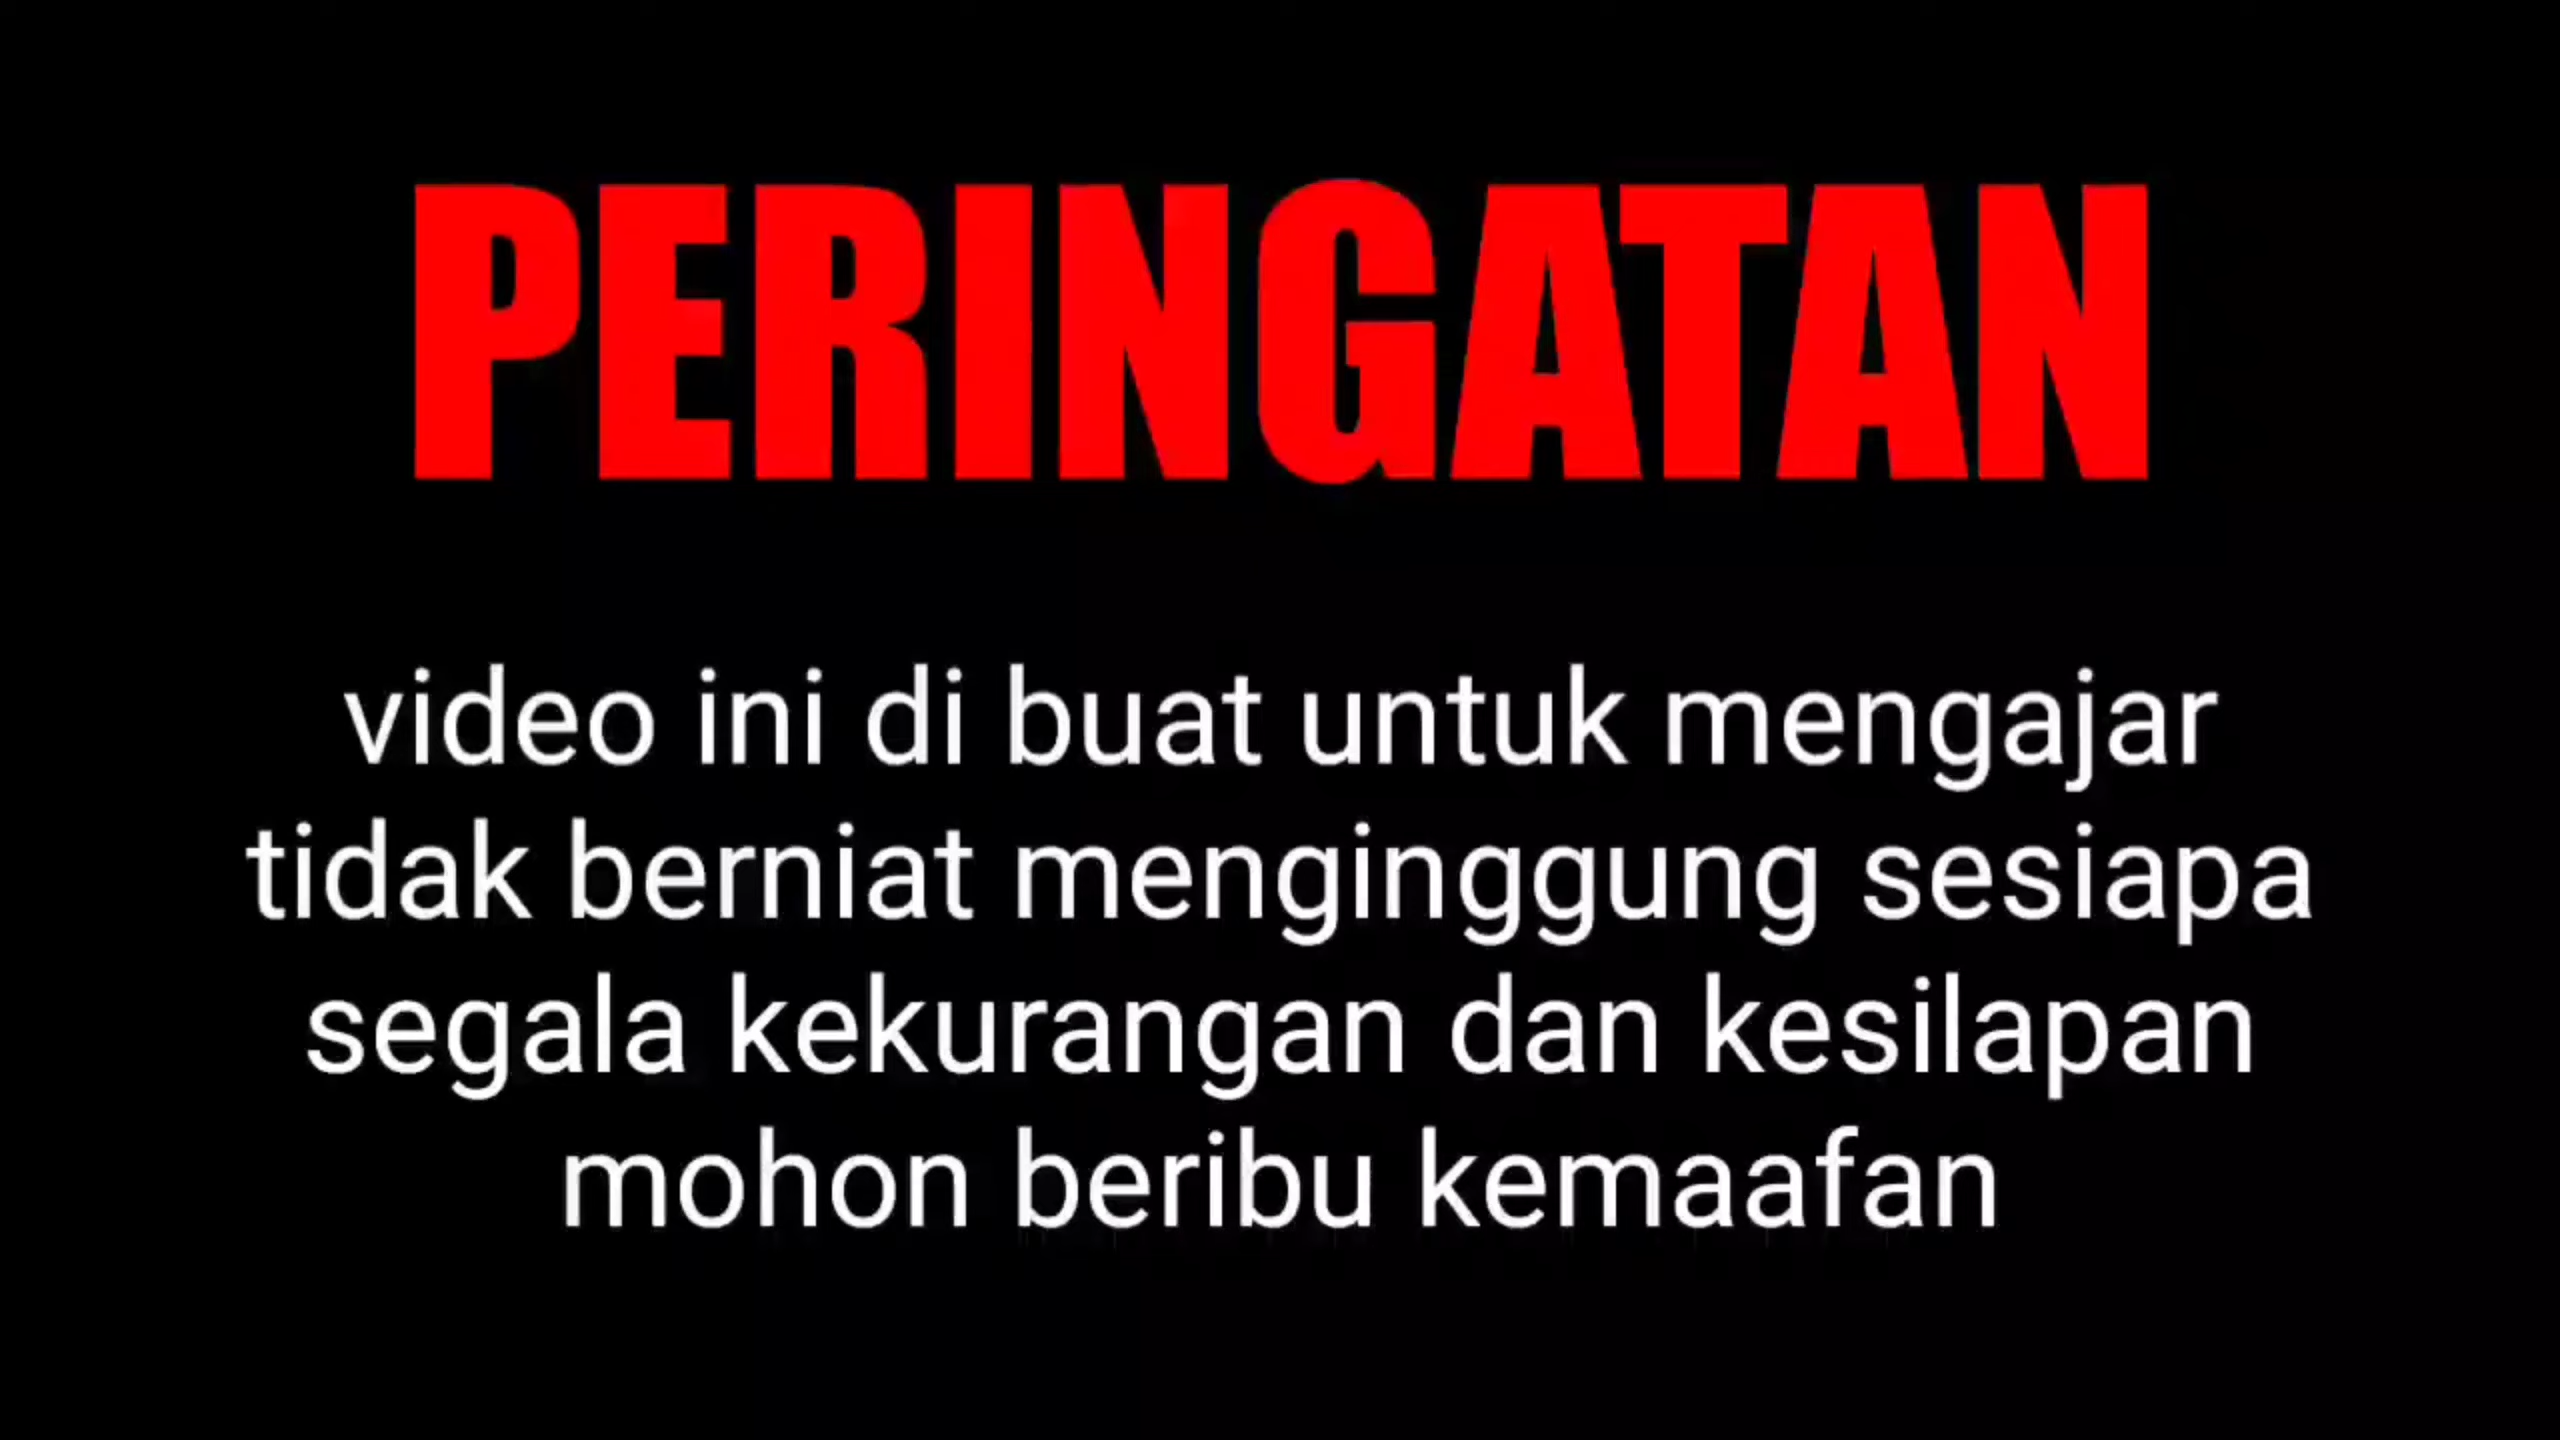 PERINGATAN
video ini di buat untuk mengajar
tidak berniat menginggung sesiapa
segala kekurangan dan kesilapan
mohon beribu kemaafan